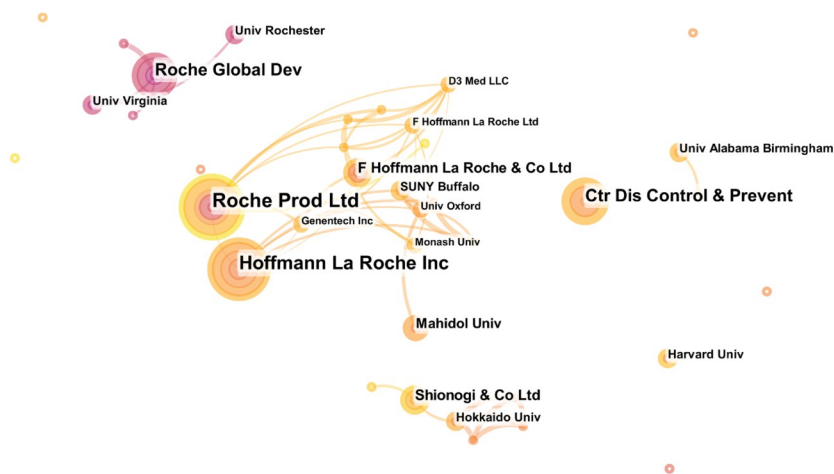 Univ Rochester
Roche Global Dev
D3 Med LLC
Univ Virginia
F Hoffmann La Roche Ltd
Univ Alabama Birmingham
F Hoffmann La Roche & Co Ltd
SUNY Buffalo
Ctr Dis Control & Prevent
Roche Prod Ltd
Univ Oxford
Genentech Inc
Monash Univ
Hoffmann La Roche Inc
Mahidol Univ
Harvard Univ
Shionogi & Co Ltd
Hokkaido Univ